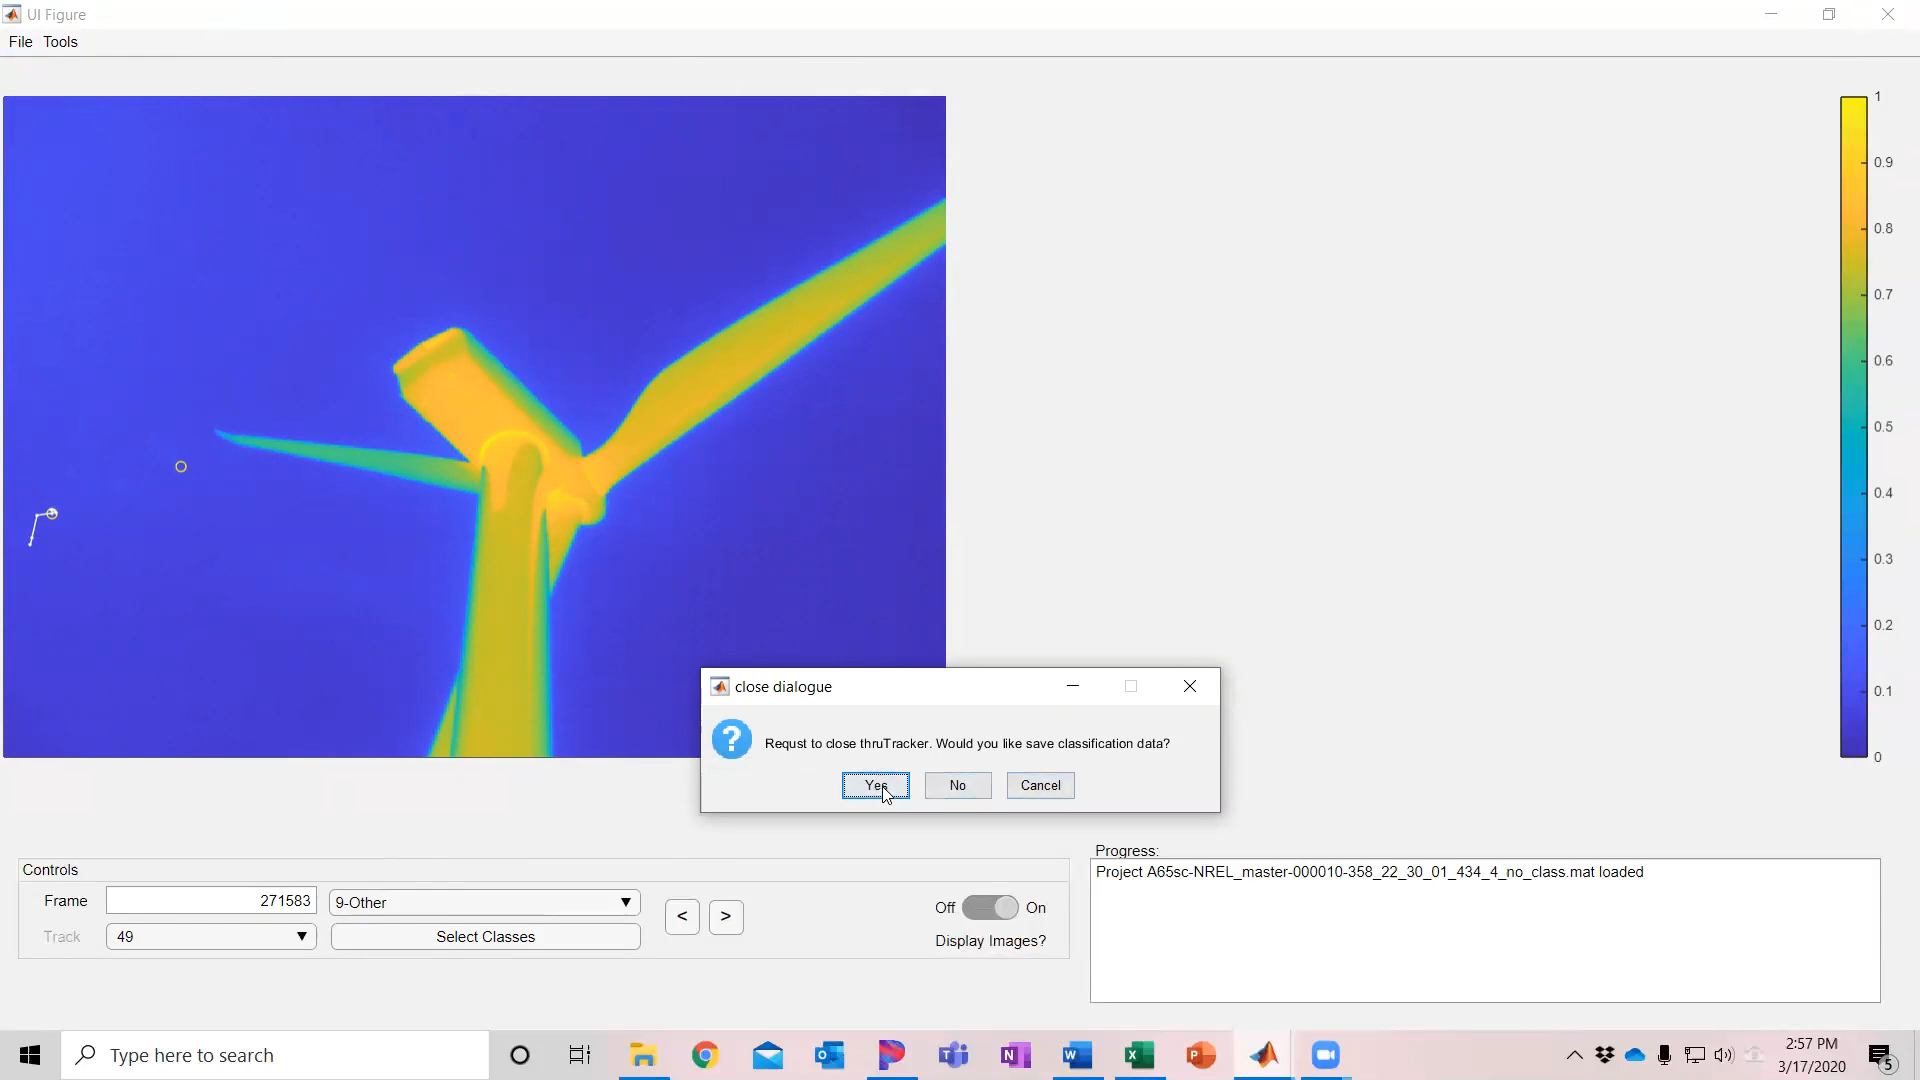 UI Figure
File Tools
1
0.9
0.8
0.7
0.6
0.5
0.4
0.3
0.2
0.1
0
close dialogue
Requst to close thruTracker. Would you like save classification data?
Yes No Cancel
Controls
Frame 271583 9-Other
Track 49 Select Classes
< >
Off On
Display Images?
Progress:
Project A65sc-NREL_master-000010-358_22_30_01_434_4_no_class.mat loaded
Type here to search
2:57 PM
3/17/2020
5